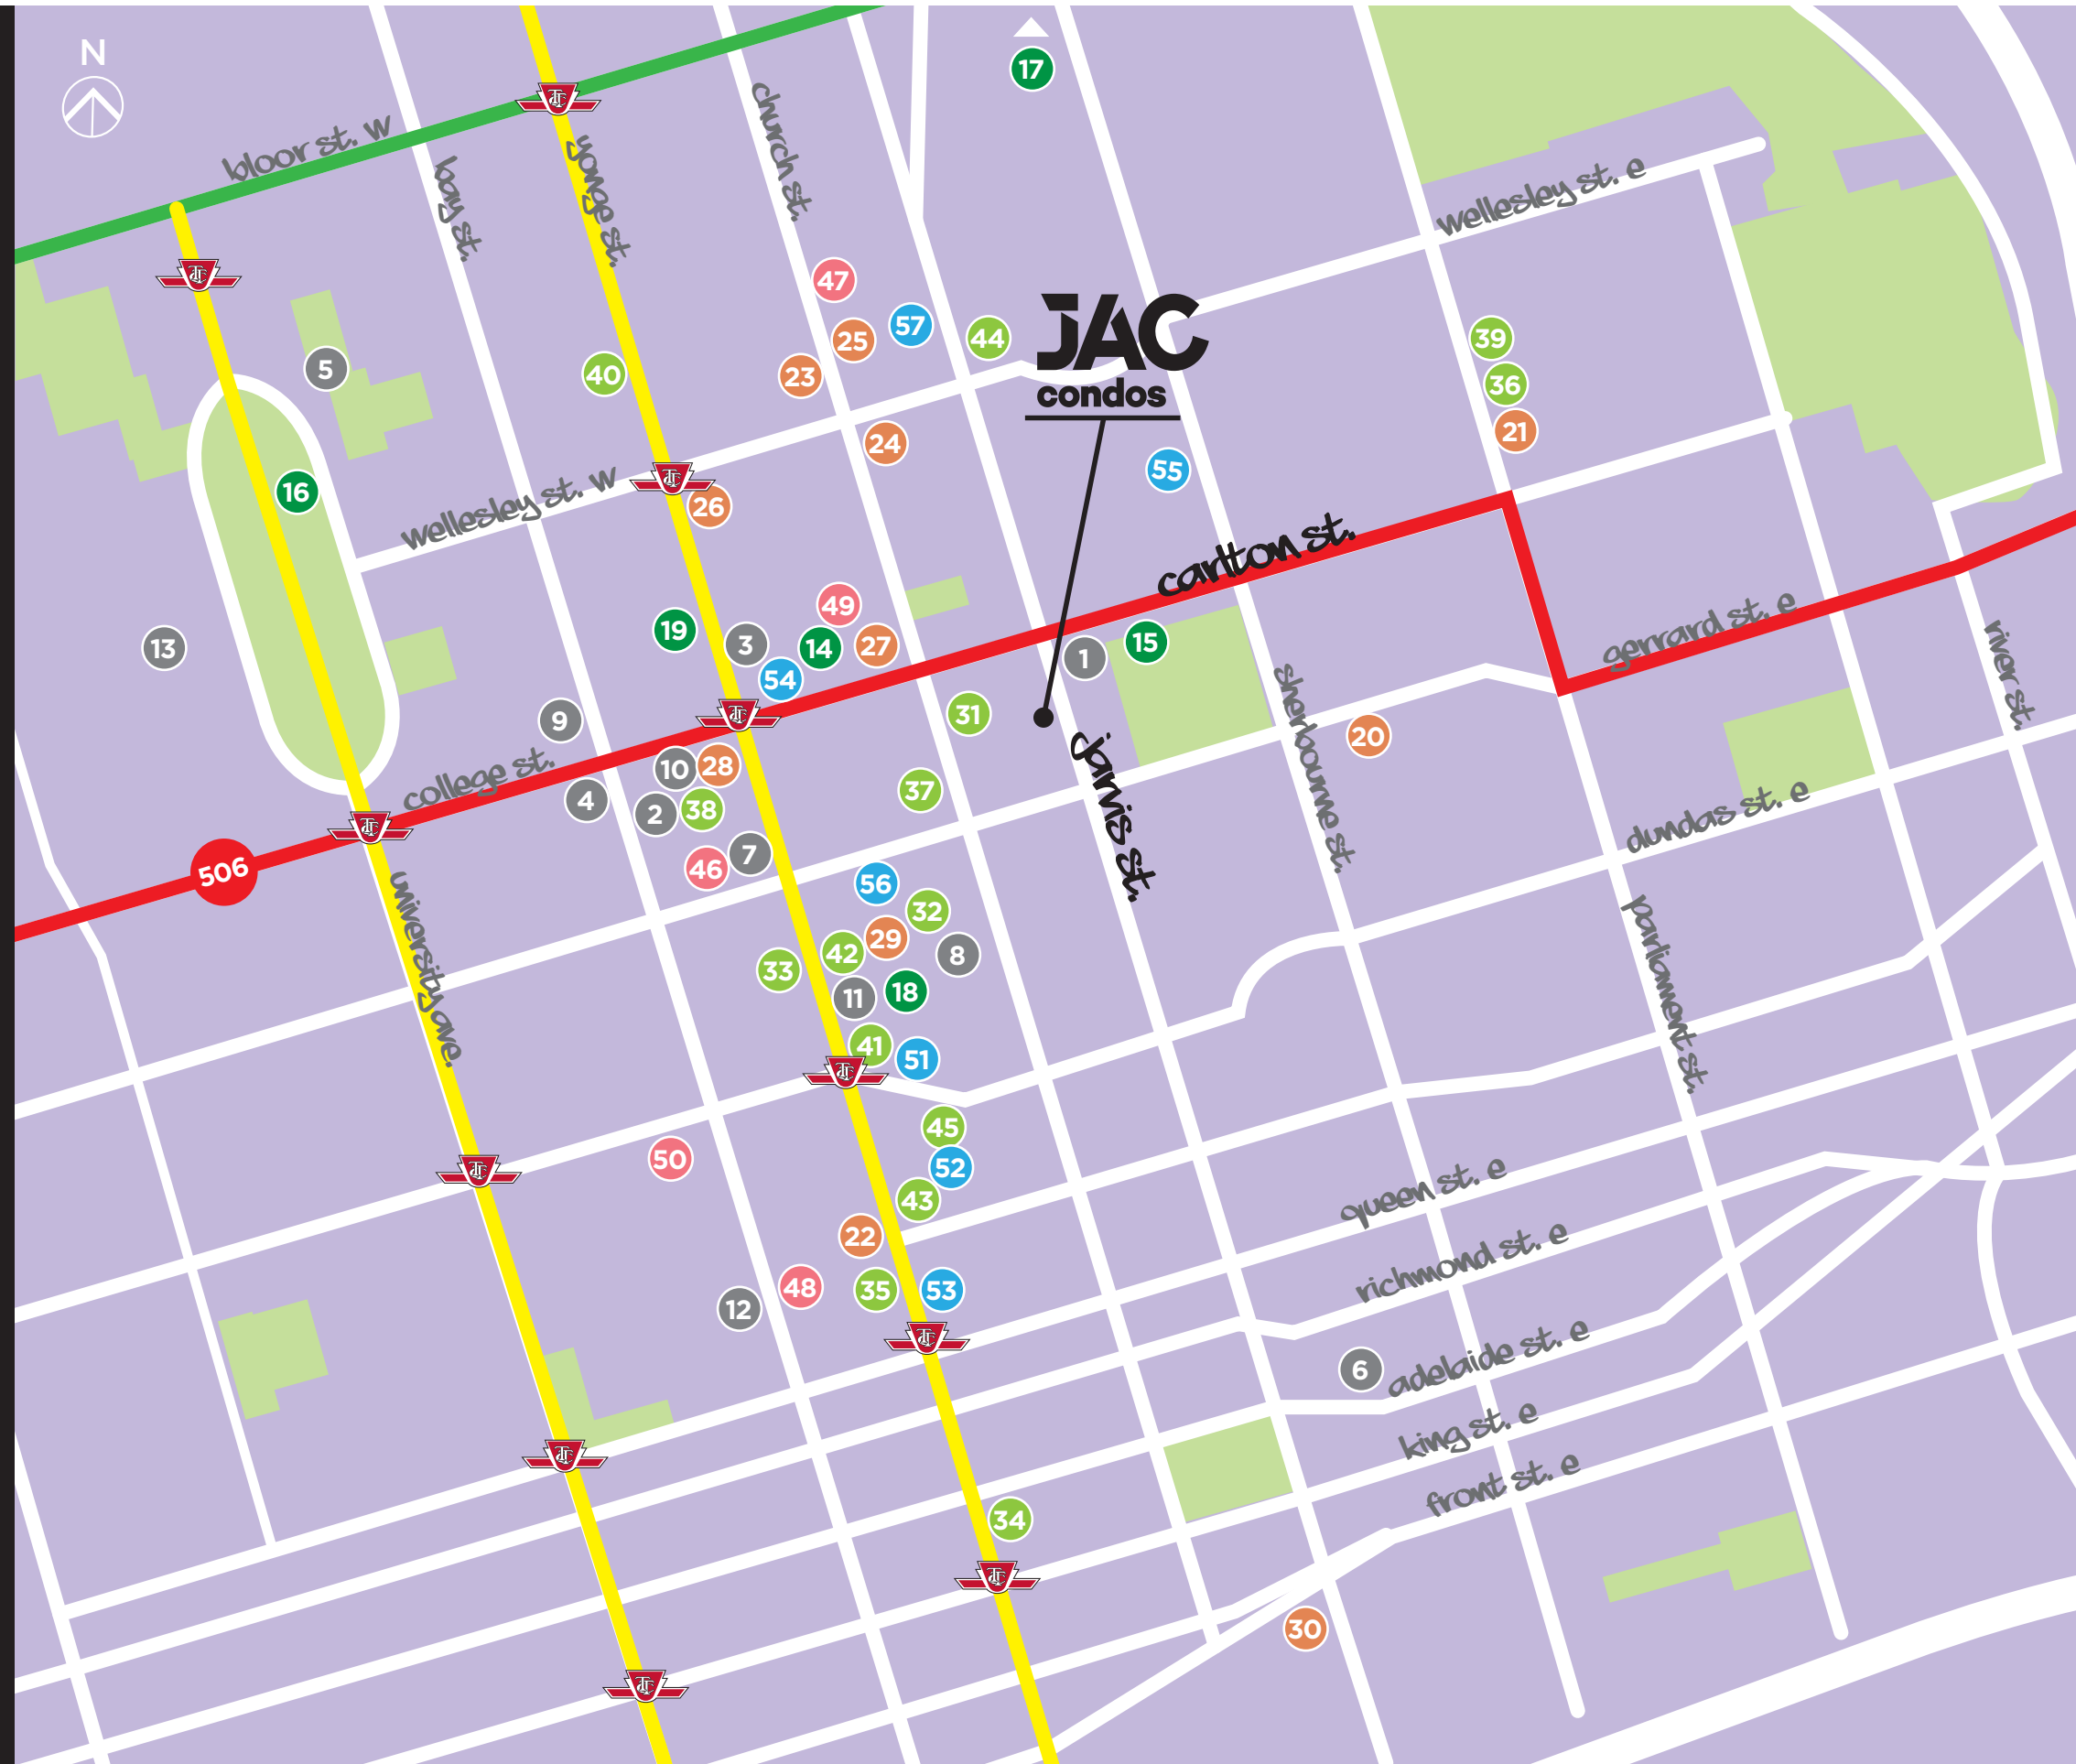 N
17
bloor st. w
bay st.
yonge st.
church st.
wellesley st. e
47
57
25
44
JAC
condos
39
5
40
23
36
21
24
55
16
wellesley st. w
26
carlton st.
49
19
3
14
27
15
1
13
gerrard st. e
river st.
54
9
31
sherbourne st.
20
college st.
10
28
jarvis st.
4
2
38
37
dundas st. e
7
46
506
56
university ave.
32
29
42
8
33
parliament st.
18
11
41
51
45
52
50
43
queen st. e
22
richmond st. e
48
35
53
12
6
adelaide st. e
king st. e
front st. e
34
30